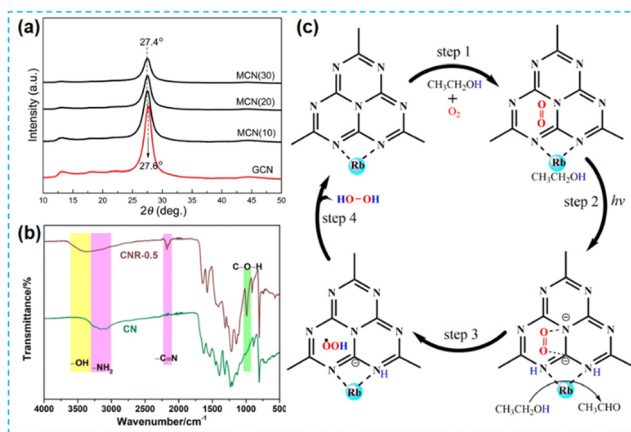 (a)
27.4°
MCN(30)
MCN(20)
MCN(10)
GCN
27.6°
Intensity (a.u.)
10 15 20 25 30 35 40 45 50
2θ (deg.)
(b)
CNR-0.5
C-O-H
CN
-OH
-NH2
-C≡N
Transmittance/%
4000 3500 3000 2500 2000 1500 1000 500
Wavenumber/cm-1
(c)
N N
N N N
N N
Rb
step 1
CH3CH2OH
+
O2
N N
N O N N
O
N N
Rb
CH3CH2OH
step 2
hν
N N
N O N N
O
N N
H H
Rb
CH3CH2OH
CH3CHO
step 3
N N
N N N
•OOH
N NH
Rb
step 4
HO-OH